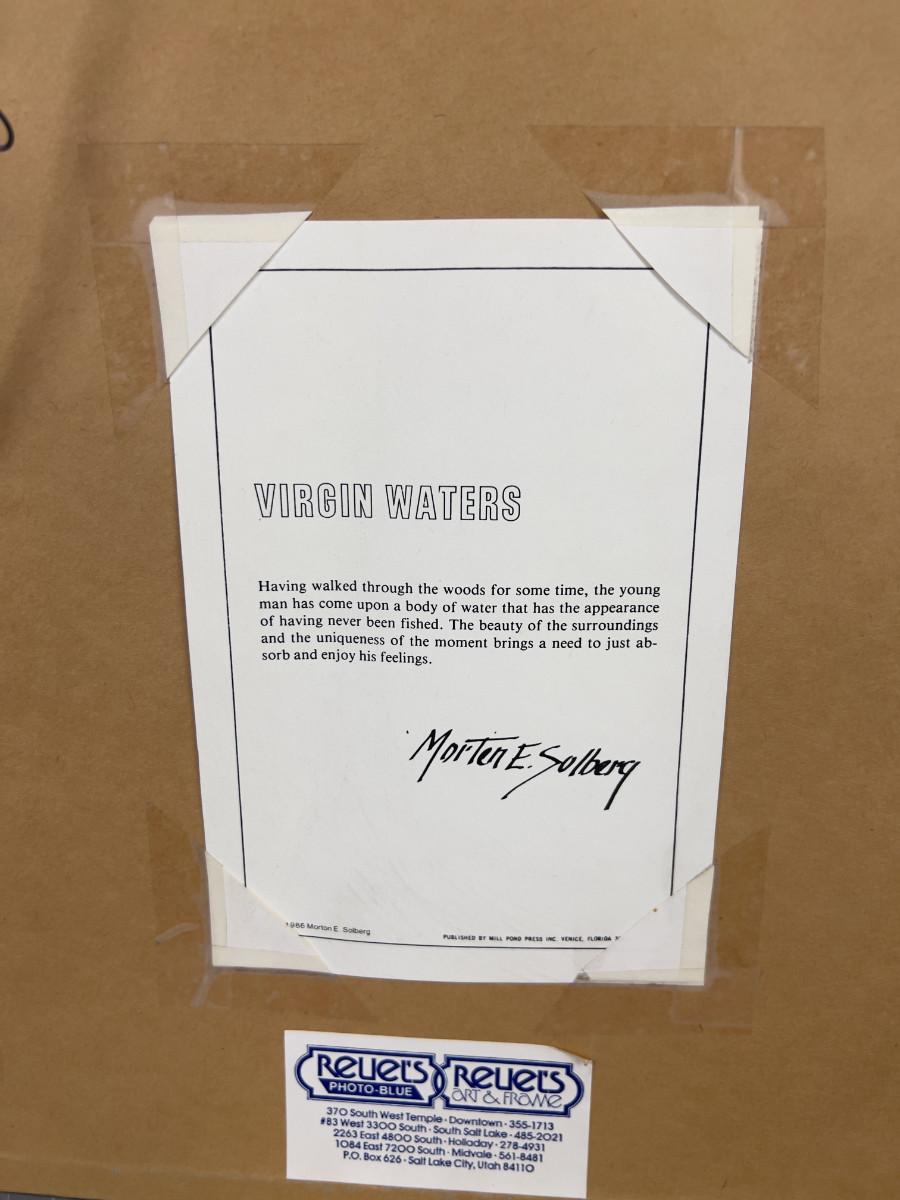 VIRGIN WATERS
Having walked through the woods for some time, the young
man has come upon a body of water that has the appearance
of having never been fished. The beauty of the surroundings
and the uniqueness of the moment brings a need to just ab-
sorb and enjoy his feelings.
Morten E. Solberg
1986 Morton E. Solberg
PUBLISHED BY MILL POND PRESS INC. VENICE, FLORIDA
REUEL'S REUEL'S
PHOTO-BLUE ART & FRAME
370 South West Temple · Downtown · 355-1713
#83 West 3300 South · South Salt Lake · 485-2021
2263 East 4800 South · Holladay · 278-4931
1084 East 7200 South · Midvale · 561-8481
P.O. Box 626 · Salt Lake City, Utah 84110